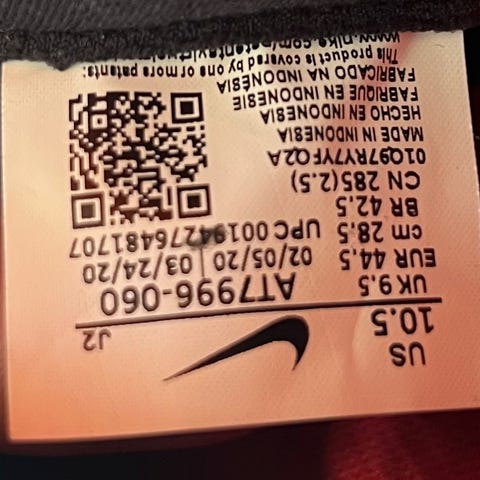 US
10.5
J2
UK 9.5
AT7996-060
EUR 44.5
02/05/20
03/24/20
cm 28.5
UPC 00194276481707
BR 42.5
CN 285(2.5)
01Q97RY7YFQ2A
MADE IN INDONESIA
HECHO EN INDONESIA
FABRIQUE EN INDONESIE
FABRICADO NA INDONÉSIA
This product is covered by one or more patents: